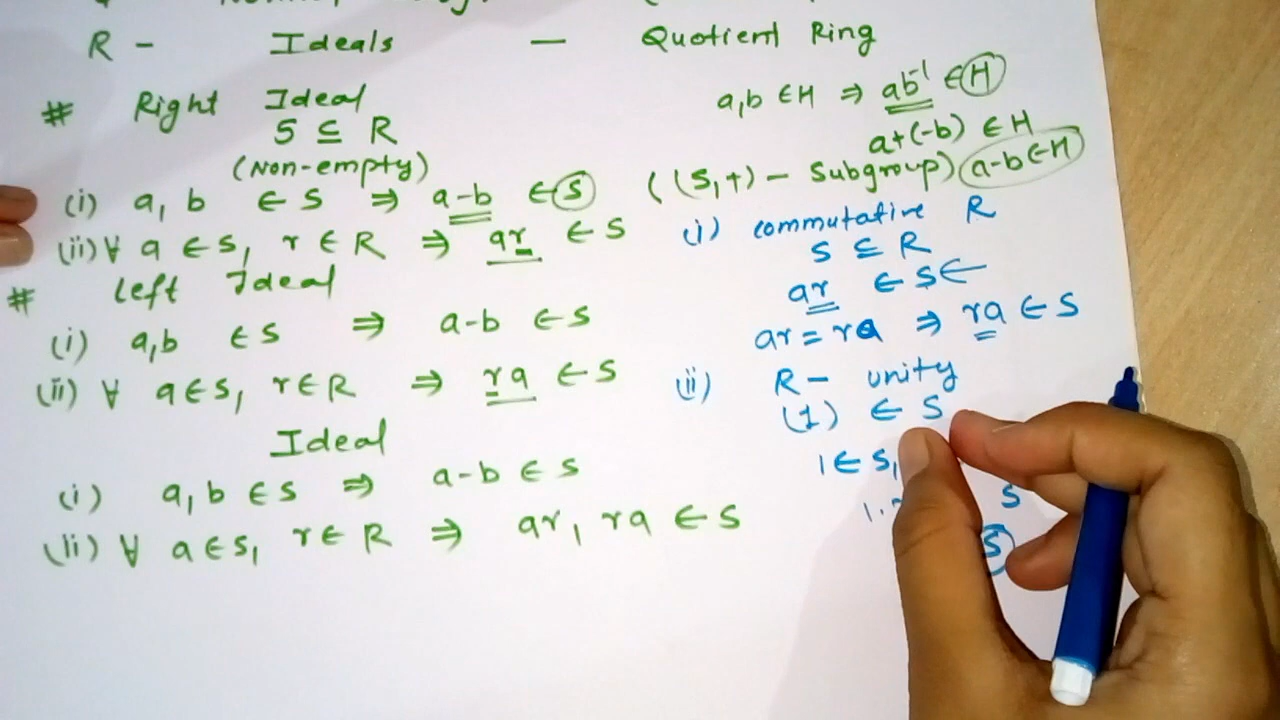 R - Ideals - Quotient Ring
# Right Ideal
S ⊆ R
(Non-empty)
(i) a, b ∈ S ⇒ a-b ∈ S
(ii) ∀ a ∈ S, r ∈ R ⇒ ar ∈ S
# Left Ideal
(i) a,b ∈ S ⇒ a-b ∈ S
(ii) ∀ a∈S, r∈R ⇒ ra ∈ S
Ideal
(i) a, b ∈ S ⇒ a-b ∈ S
(ii) ∀ a∈S, r∈R ⇒ ar, ra ∈ S
a,b ∈ H ⇒ ab⁻¹ ∈ H
a+(-b) ∈ H
((S,+) - Subgroup) a-b ∈ H
(i) commutative R
S ⊆ R
ar ∈ S ←
ar = ra ⇒ ra ∈ S
(ii) R - unity
(1) ∈ S
1 ∈ S,
1. S
S